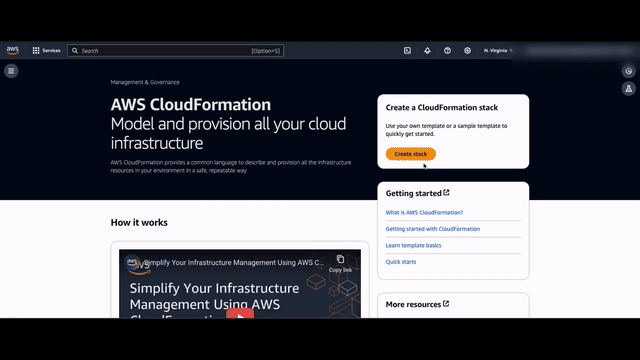 aws
Services
Search
[Option+S]
N. Virginia
Management & Governance
AWS CloudFormation
Model and provision all your cloud
infrastructure
AWS CloudFormation provides a common language to describe and provision all the infrastructure
resources in your environment in a safe, repeatable way.
Create a CloudFormation stack
Use your own template or a sample template to
quickly get started.
Create stack
Getting started
What is AWS CloudFormation?
Getting started with CloudFormation
Learn template basics
Quick starts
More resources
How it works
Simplify Your Infrastructure Management Using AWS C...
Copy link
Simplify Your Infrastructure
Management Using AWS
CloudFormation